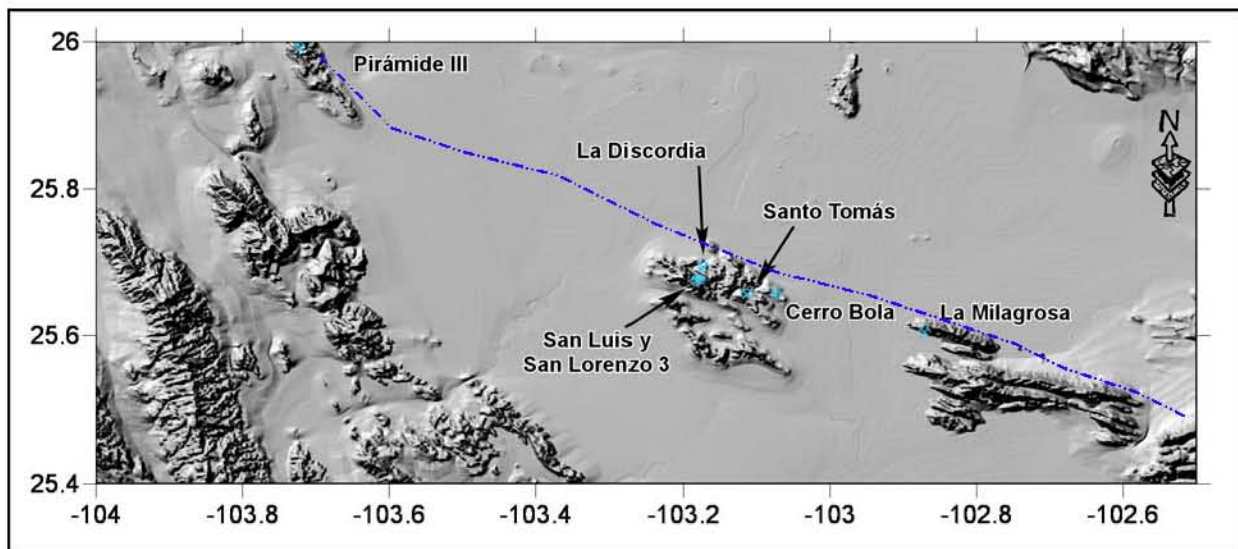 26
Pirámide III
N
La Discordia
25.8
Santo Tomás
Cerro Bola
La Milagrosa
25.6
San Luis y
San Lorenzo 3
25.4
-104
-103.8
-103.6
-103.4
-103.2
-103
-102.8
-102.6